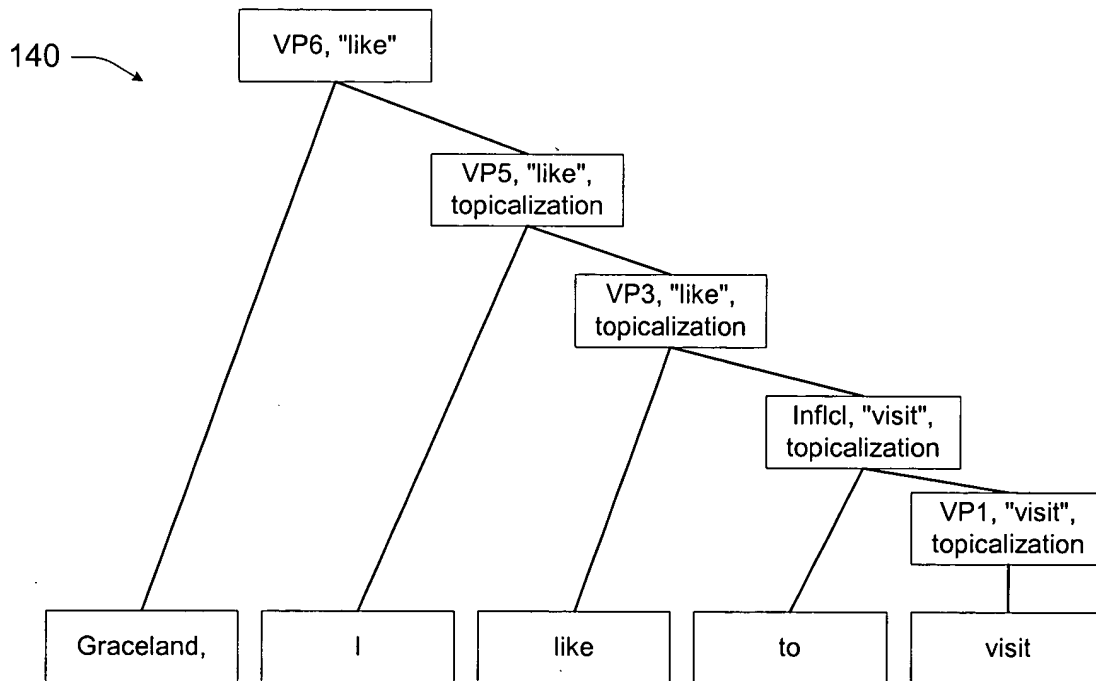 140
VP6, "like"
VP5, "like",
topicalization
VP3, "like",
topicalization
Inflcl, "visit",
topicalization
VP1, "visit",
topicalization
Graceland,
I
like
to
visit